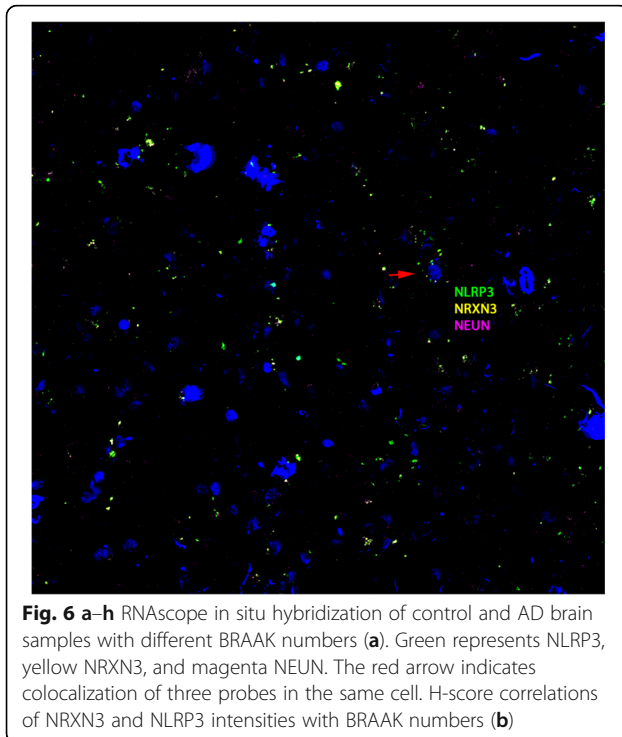 NLRP3
NRXN3
NEUN
Fig. 6 a–h RNAscope in situ hybridization of control and AD brain
samples with different BRAAK numbers (a). Green represents NLRP3,
yellow NRXN3, and magenta NEUN. The red arrow indicates
colocalization of three probes in the same cell. H-score correlations
of NRXN3 and NLRP3 intensities with BRAAK numbers (b)